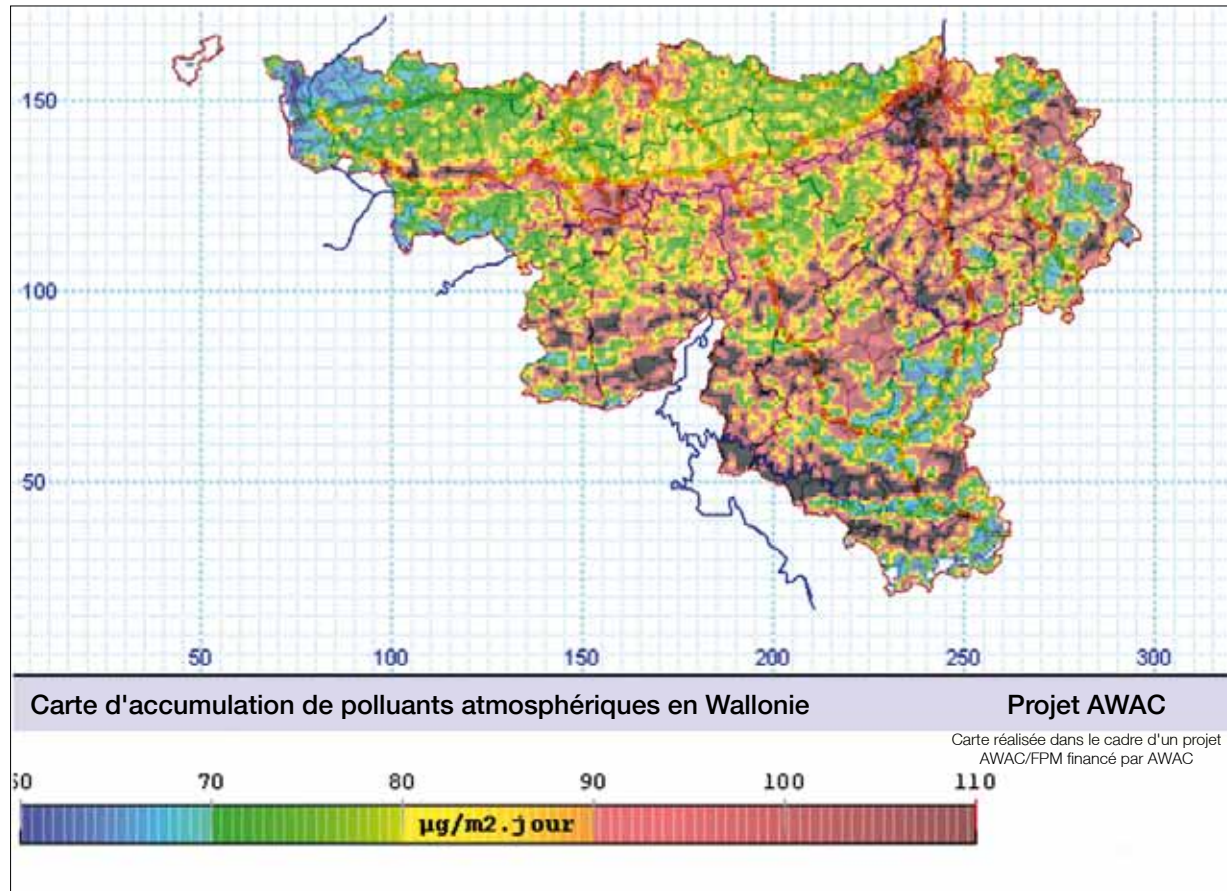 150
100
50
50
100
150
200
250
300
Carte d'accumulation de polluants atmosphériques en Wallonie
Projet AWAC
Carte réalisée dans le cadre d'un projet
AWAC/FPM financé par AWAC
60 70 80 90 100 110
µg/m2.jour